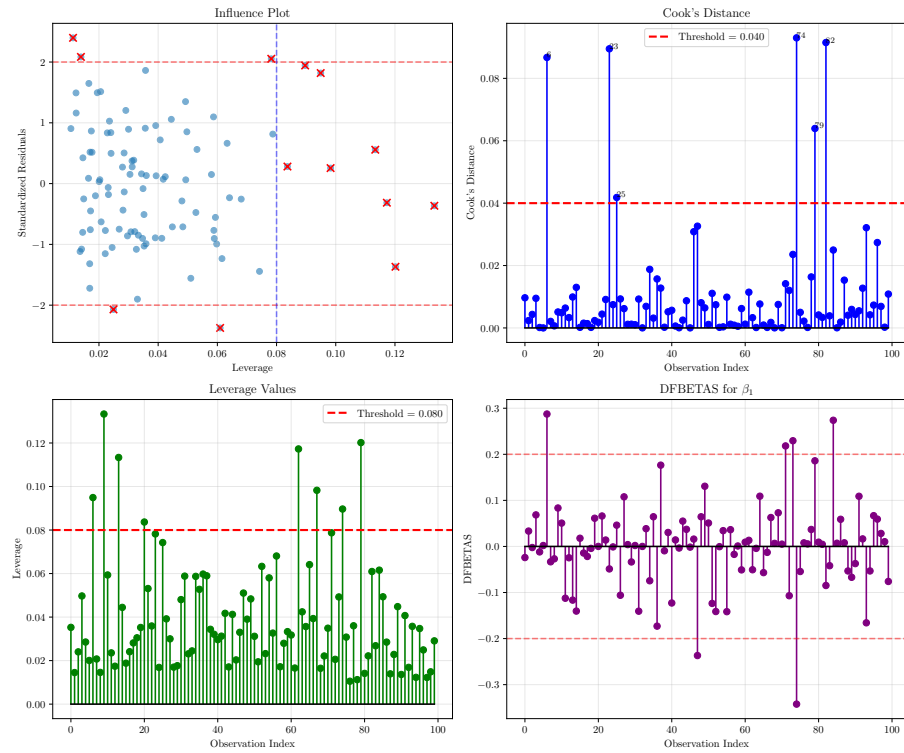 Influence Plot
2
1
0
−1
−2
Standardized Residuals
0.02 0.04 0.06 0.08 0.10 0.12
Leverage
Cook's Distance
Threshold = 0.040
6
23
25
74
79
82
0.08
0.06
0.04
0.02
0.00
Cook's Distance
0 20 40 60 80 100
Observation Index
Leverage Values
Threshold = 0.080
0.12
0.10
0.08
0.06
0.04
0.02
0.00
Leverage
0 20 40 60 80 100
Observation Index
DFBETAS for β₁
0.3
0.2
0.1
0.0
−0.1
−0.2
−0.3
DFBETAS
0 20 40 60 80 100
Observation Index